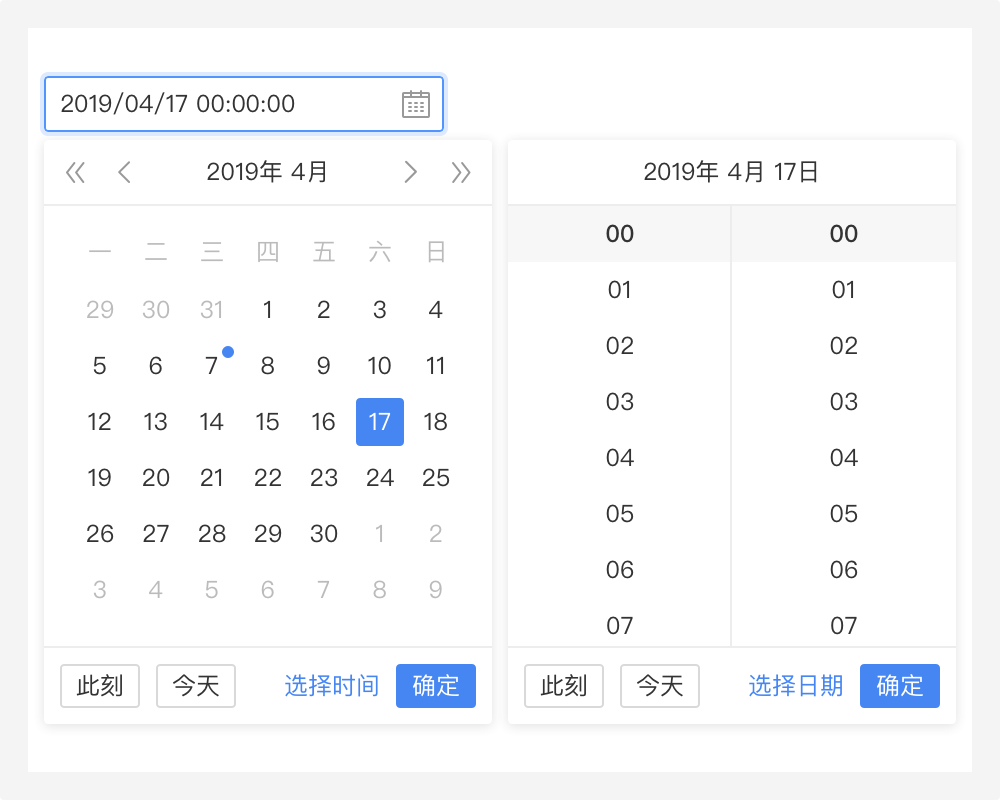 2019/04/17 00:00:00
2019年 4月
一 二 三 四 五 六 日
29 30 31 1 2 3 4
5 6 7 8 9 10 11
12 13 14 15 16 17 18
19 20 21 22 23 24 25
26 27 28 29 30 1 2
3 4 5 6 7 8 9
此刻 今天 选择时间 确定
2019年 4月 17日
00 00
01 01
02 02
03 03
04 04
05 05
06 06
07 07
此刻 今天 选择日期 确定